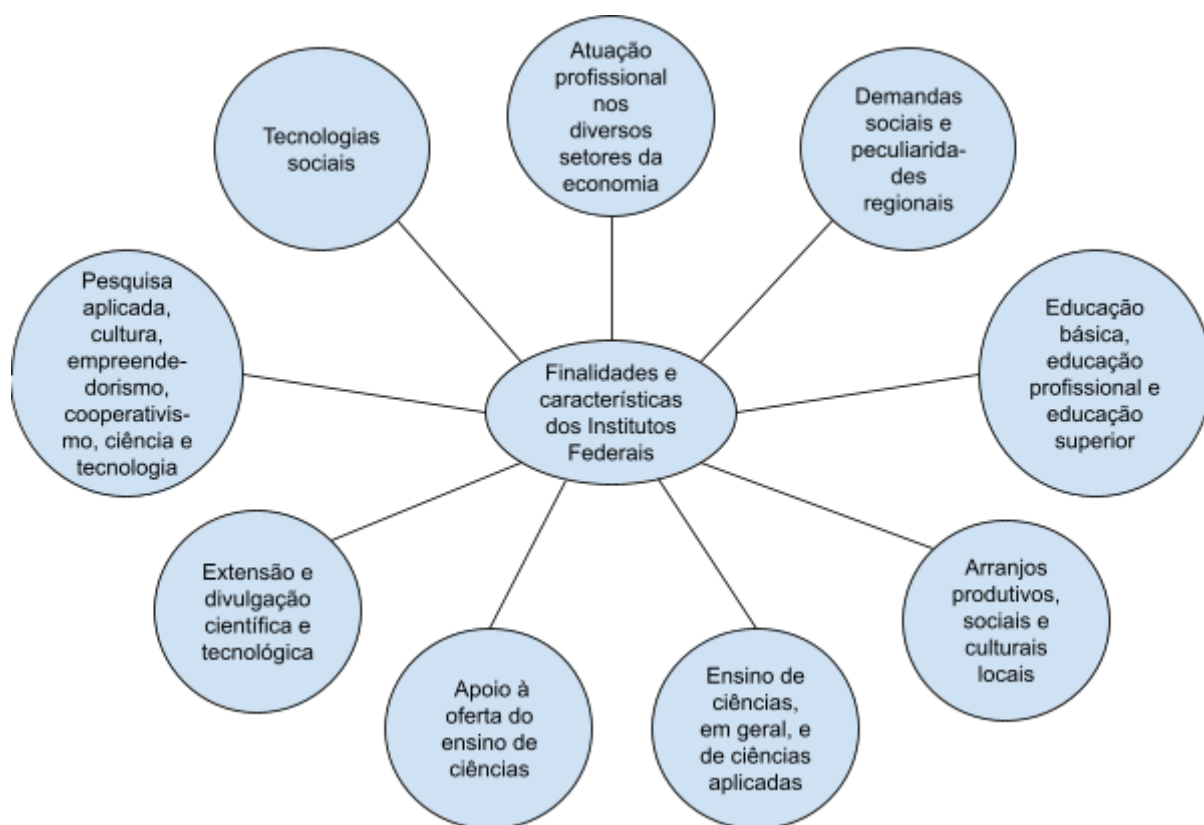 Atuação
profissional
nos
diversos
setores da
economia
Demandas
sociais e
peculiarida-
des
regionais
Tecnologias
sociais
Pesquisa
aplicada,
cultura,
empreende-
dorismo,
cooperativis-
mo, ciência e
tecnologia
Educação
básica,
educação
profissional e
educação
superior
Finalidades e
características
dos Institutos
Federais
Extensão e
divulgação
científica e
tecnológica
Arranjos
produtivos,
sociais e
culturais
locais
Apoio à
oferta do
ensino de
ciências
Ensino de
ciências,
em geral, e
de ciências
aplicadas